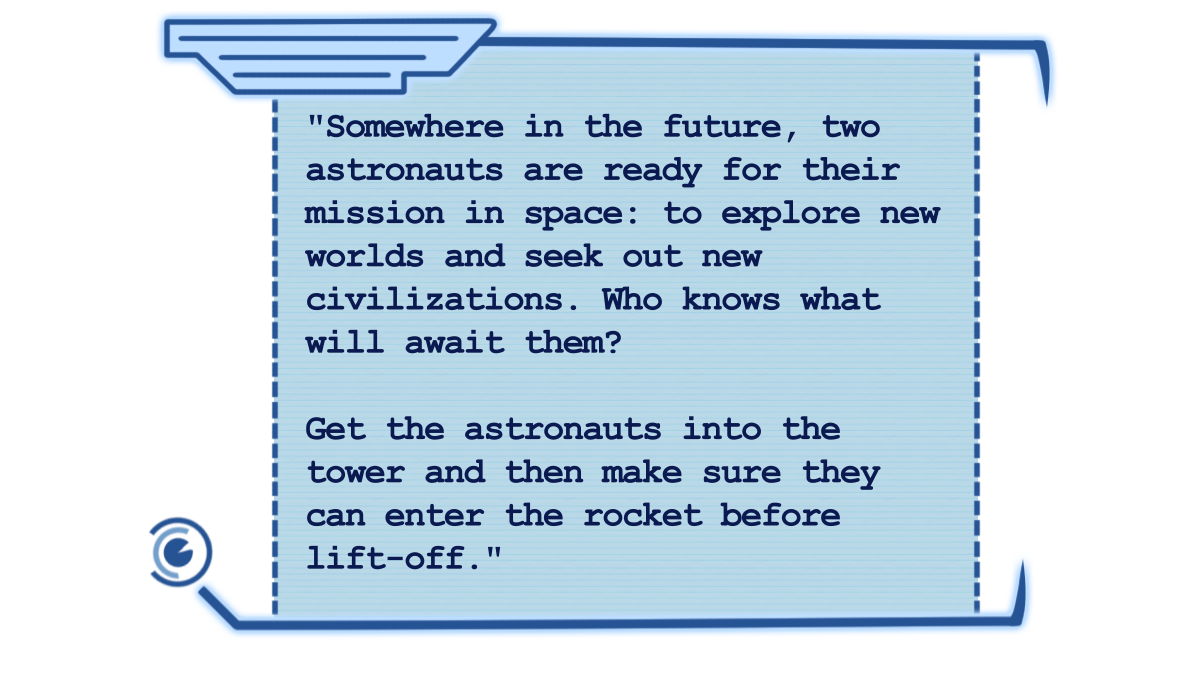 "Somewhere in the future, two
astronauts are ready for their
mission in space: to explore new
worlds and seek out new
civilizations. Who knows what
will await them?
Get the astronauts into the
tower and then make sure they
can enter the rocket before
lift-off."